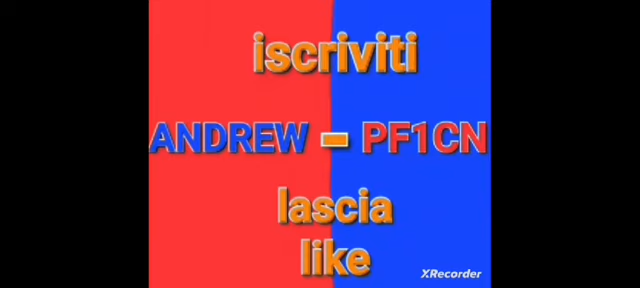 iscriviti
ANDREW - PF1CN
lascia
like
XRecorder